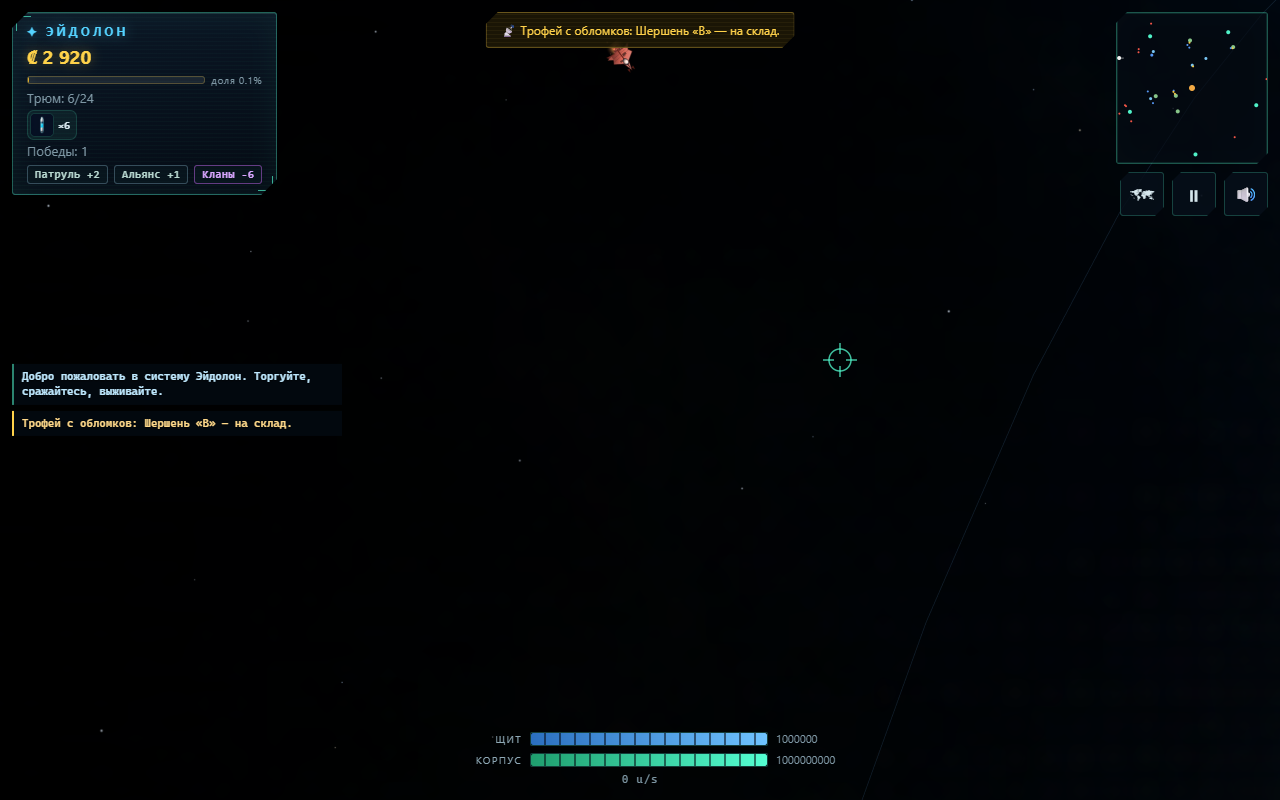 ЭЙДОЛОН
₡ 2 920
доля 0.1%
Трюм: 6/24
×6
Победы: 1
Патруль +2 Альянс +1 Кланы -6
Трофей с обломков: Шершень «В» — на склад.
Добро пожаловать в систему Эйдолон. Торгуйте,
сражайтесь, выживайте.
Трофей с обломков: Шершень «В» — на склад.
ЩИТ 1000000
КОРПУС 1000000000
0 u/s